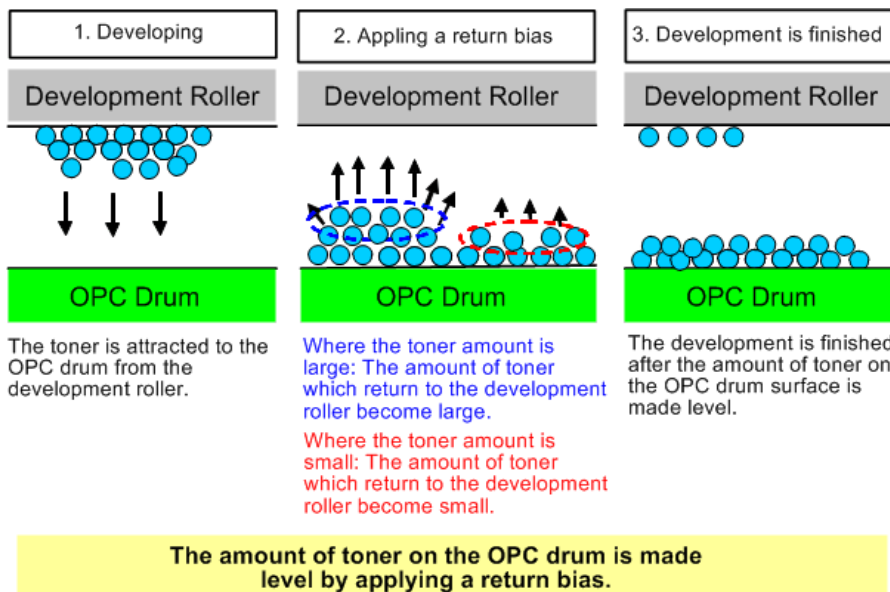 1. Developing
Development Roller
OPC Drum
The toner is attracted to the
OPC drum from the
development roller.
2. Appling a return bias
Development Roller
OPC Drum
Where the toner amount is
large: The amount of toner
which return to the development
roller become large.
Where the toner amount is
small: The amount of toner
which return to the development
roller become small.
3. Development is finished
Development Roller
OPC Drum
The development is finished
after the amount of toner on
the OPC drum surface is
made level.
The amount of toner on the OPC drum is made
level by applying a return bias.